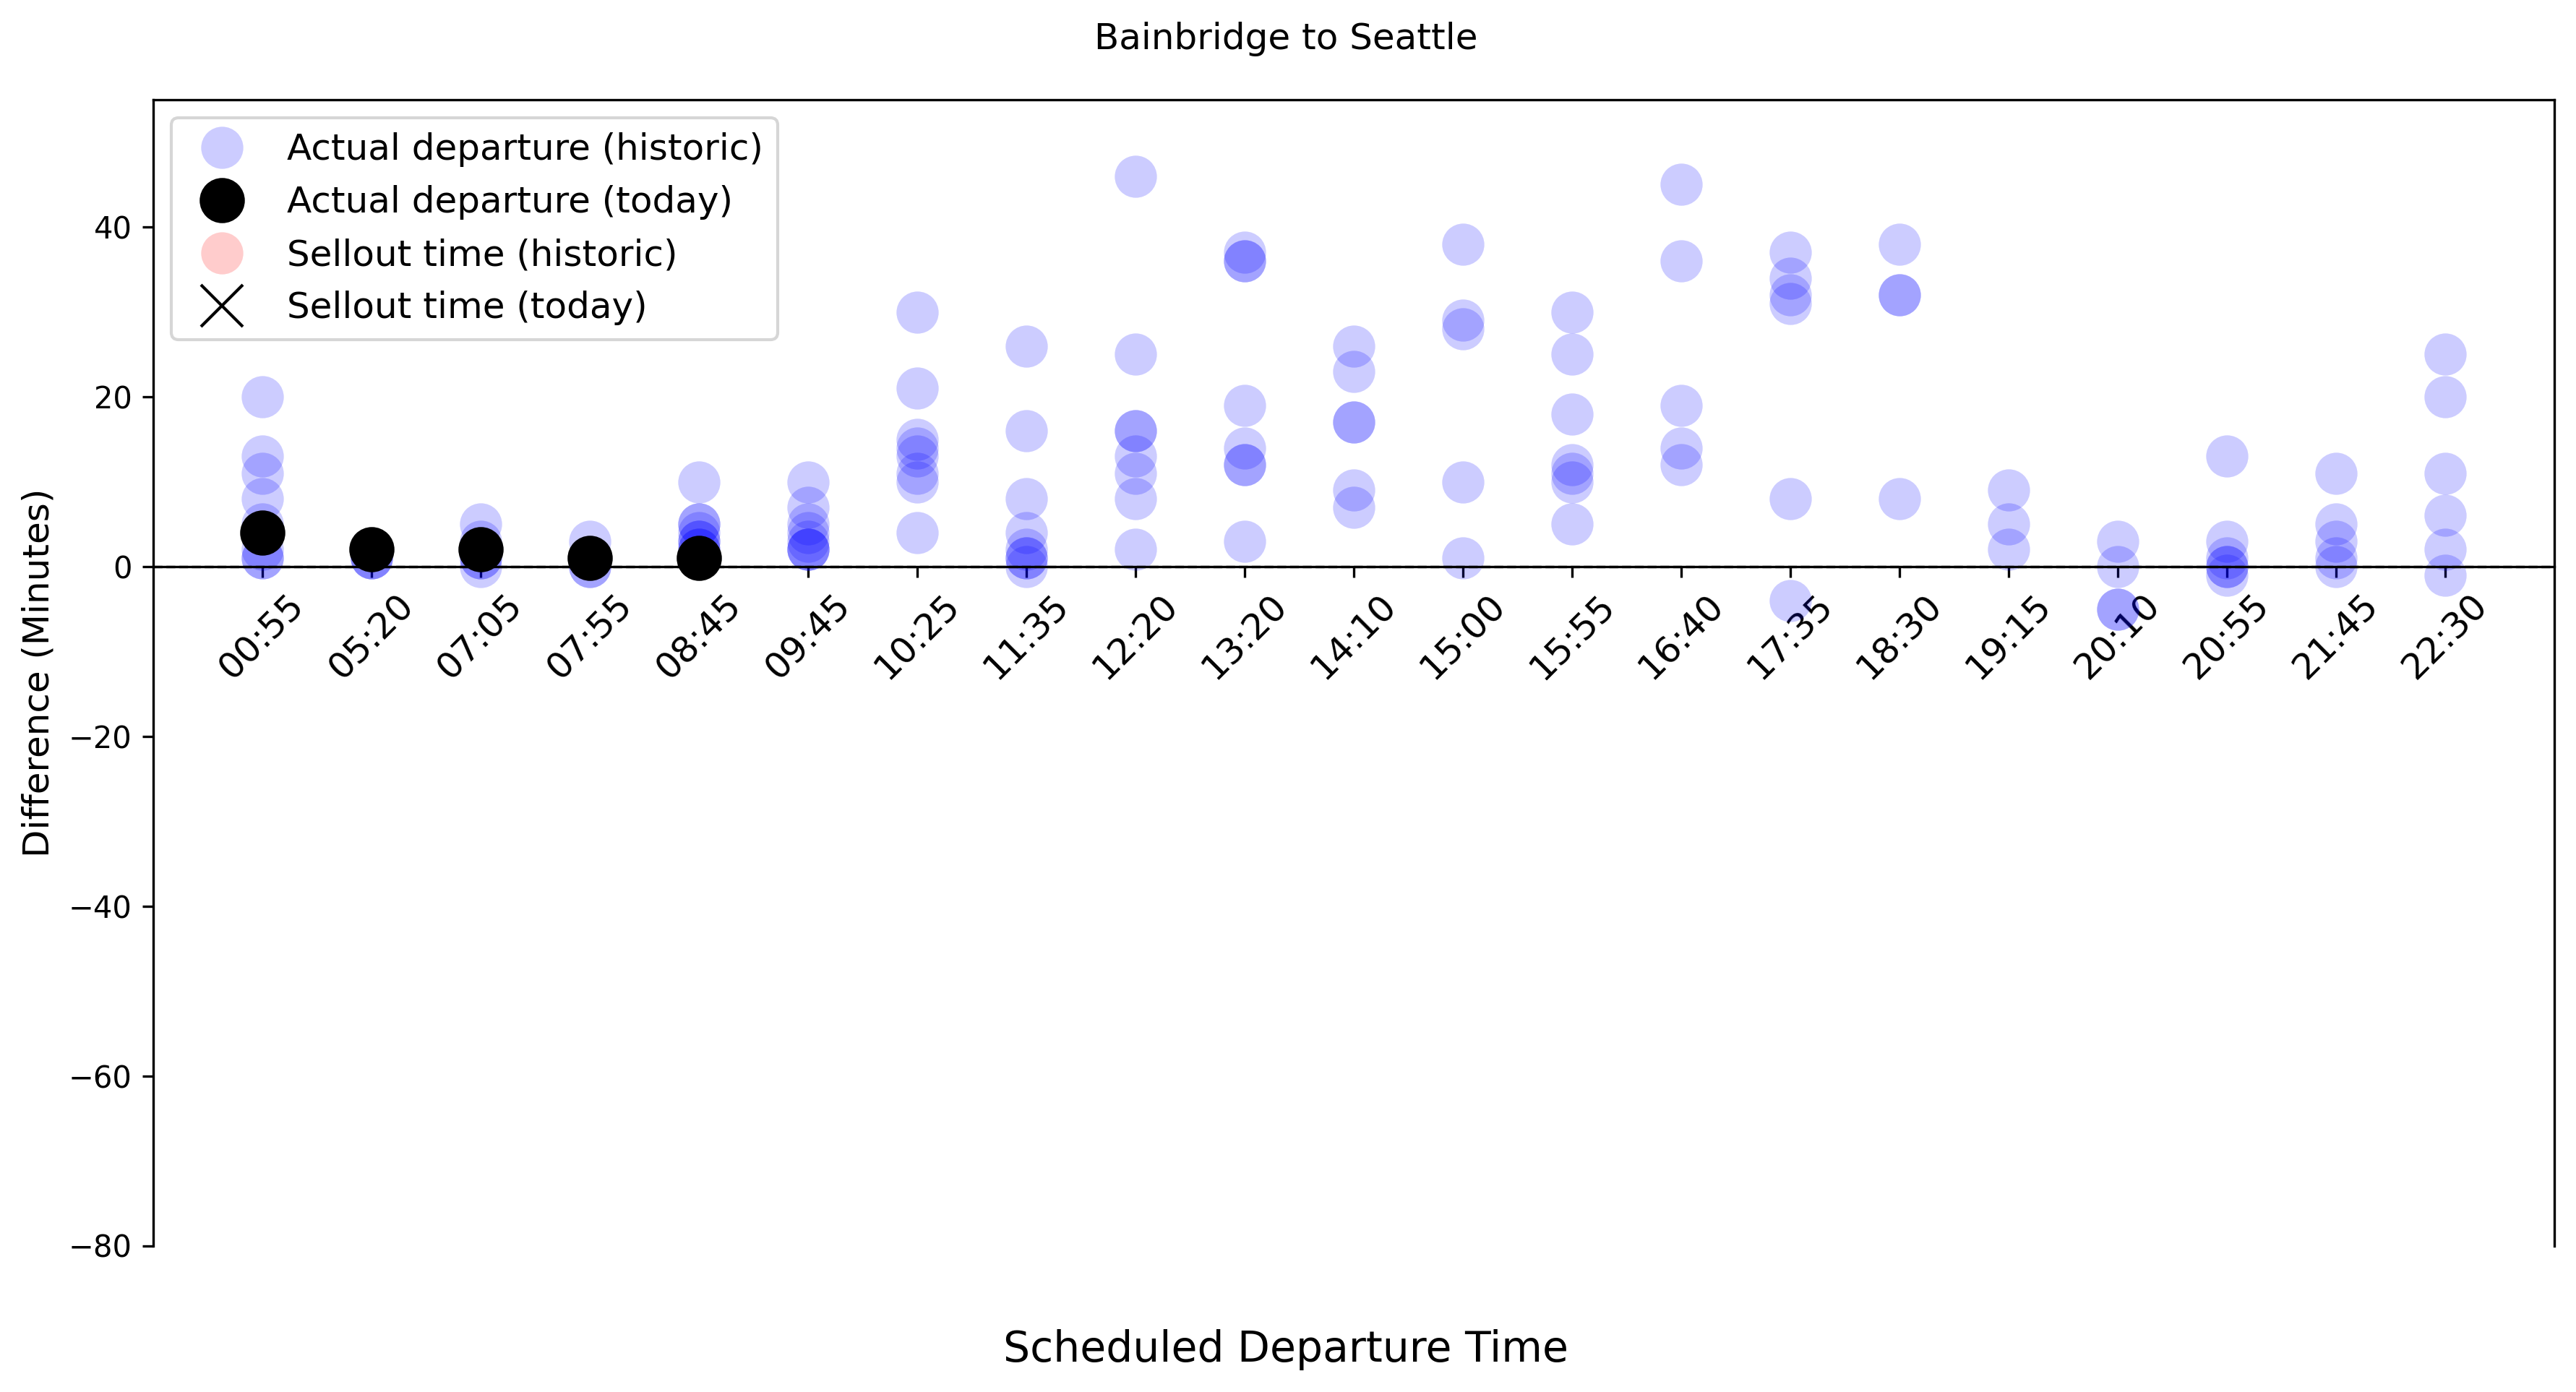 Bainbridge to Seattle
Actual departure (historic)
Actual departure (today)
Sellout time (historic)
Sellout time (today)
Difference (Minutes)
40
20
0
−20
−40
−60
−80
00:55 05:20 07:05 07:55 08:45 09:45 10:25 11:35 12:20 13:20 14:10 15:00 15:55 16:40 17:35 18:30 19:15 20:10 20:55 21:45 22:30
Scheduled Departure Time